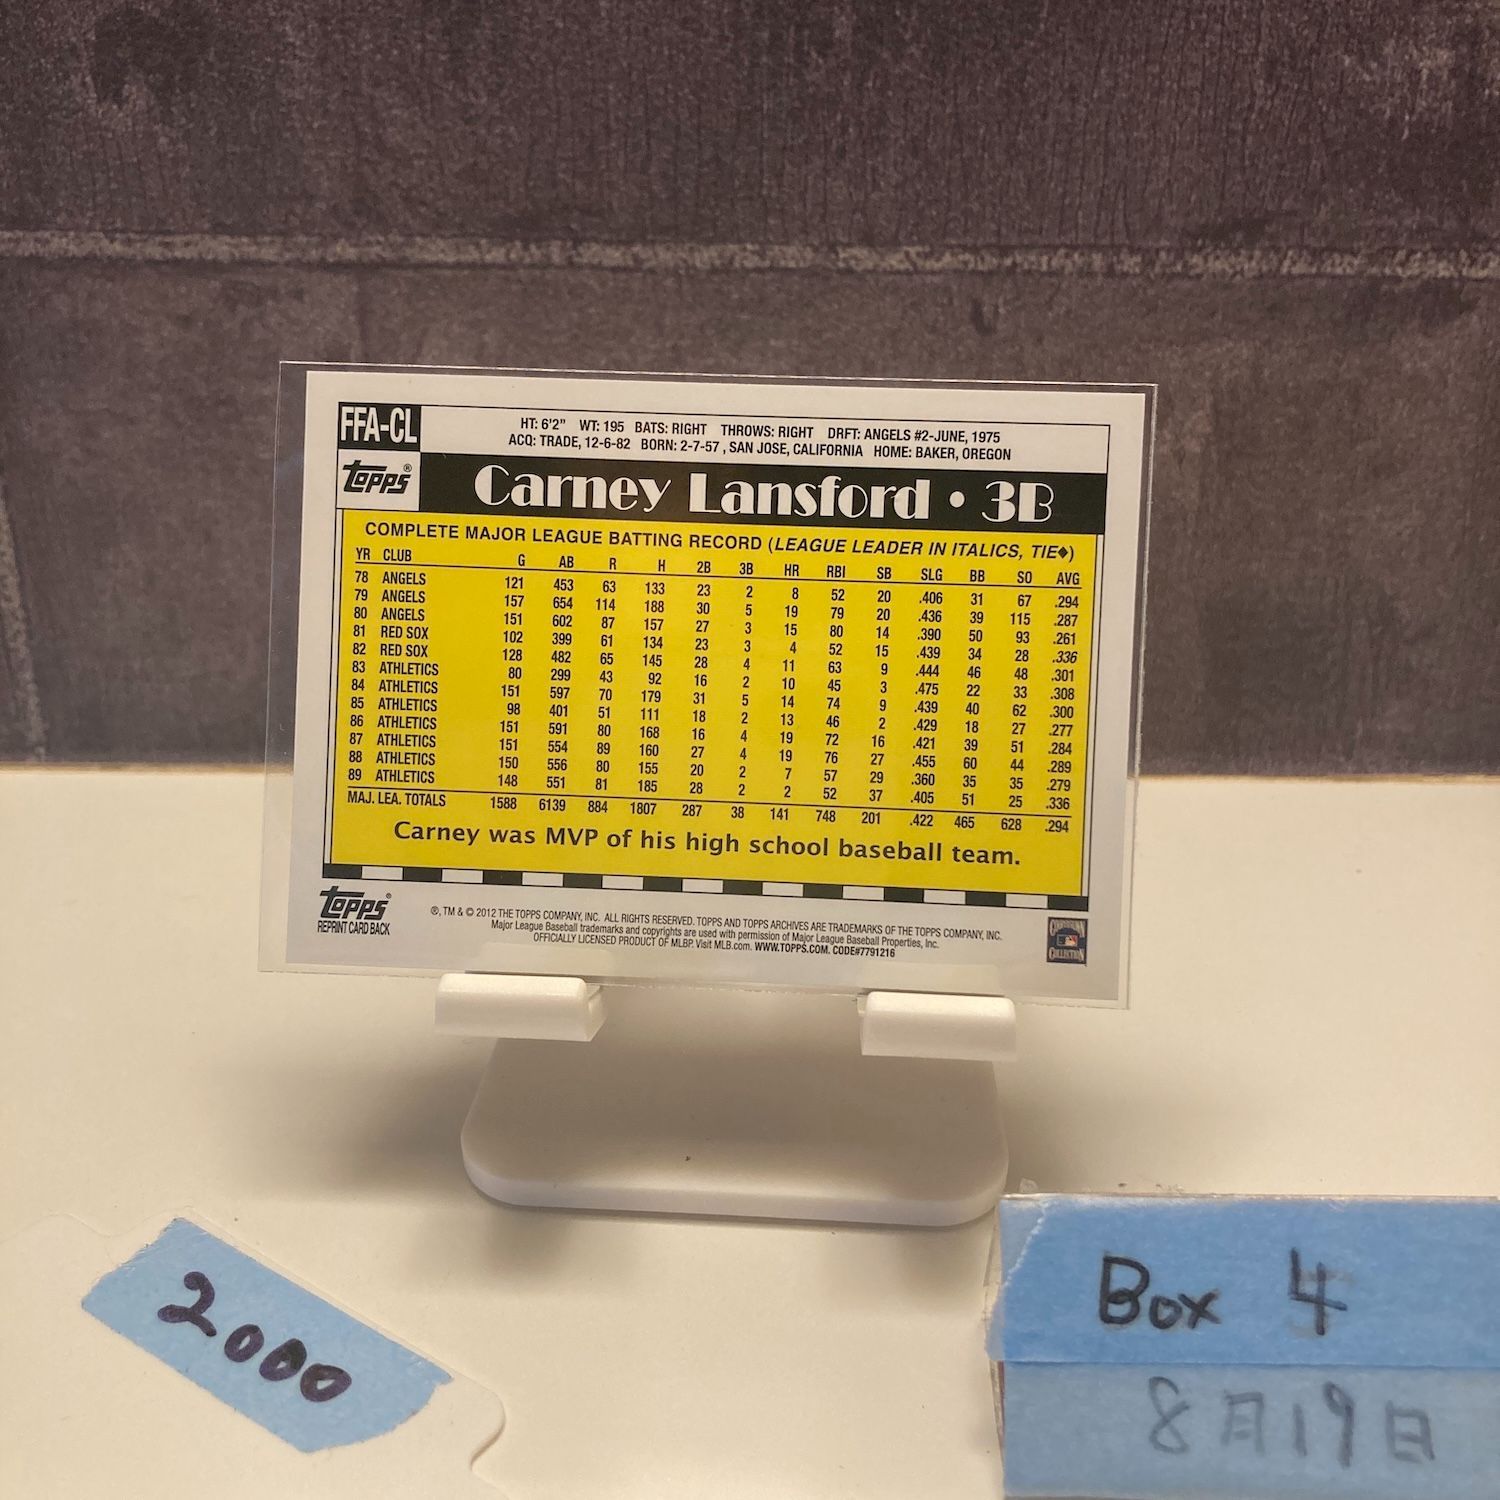 FFA-CL
HT: 6'2" WT: 195 BATS: RIGHT THROWS: RIGHT DRFT: ANGELS #2-JUNE, 1975
ACQ: TRADE, 12-6-82 BORN: 2-7-57 , SAN JOSE, CALIFORNIA HOME: BAKER, OREGON
Topps®
Carney Lansford • 3B
COMPLETE MAJOR LEAGUE BATTING RECORD (LEAGUE LEADER IN ITALICS, TIE◆)
YR CLUB G AB R H 2B 3B HR RBI SB SLG BB SO AVG
78 ANGELS 121 453 63 133 23 2 8 52 20 .406 31 67 .294
79 ANGELS 157 654 114 188 30 5 19 79 20 .436 39 115 .287
80 ANGELS 151 602 87 157 27 3 15 80 14 .390 50 93 .261
81 RED SOX 102 399 61 134 23 3 4 52 15 .439 34 28 .336
82 RED SOX 128 482 65 145 28 4 11 63 9 .444 46 48 .301
83 ATHLETICS 80 299 43 92 16 2 10 45 3 .475 22 33 .308
84 ATHLETICS 151 597 70 179 31 5 14 74 9 .439 40 62 .300
85 ATHLETICS 98 401 51 111 18 2 13 46 2 .429 18 27 .277
86 ATHLETICS 151 591 80 168 16 4 19 72 16 .421 39 51 .284
87 ATHLETICS 151 554 89 160 27 4 19 76 27 .455 60 44 .289
88 ATHLETICS 150 556 80 155 20 2 7 57 29 .360 35 35 .279
89 ATHLETICS 148 551 81 185 28 2 2 52 37 .405 51 25 .336
MAJ. LEA. TOTALS 1588 6139 884 1807 287 38 141 748 201 .422 465 628 .294
Carney was MVP of his high school baseball team.
Topps®
REPRINT CARD BACK
®, TM & © 2012 THE TOPPS COMPANY, INC. ALL RIGHTS RESERVED. TOPPS AND TOPPS ARCHIVES ARE TRADEMARKS OF THE TOPPS COMPANY, INC.
Major League Baseball trademarks and copyrights are used with permission of Major League Baseball Properties, Inc.
OFFICIALLY LICENSED PRODUCT OF MLBP. Visit MLB.com. WWW.TOPPS.COM. CODE#7791216
COOPERSTOWN
COLLECTION
2000
Box 4
8月19日